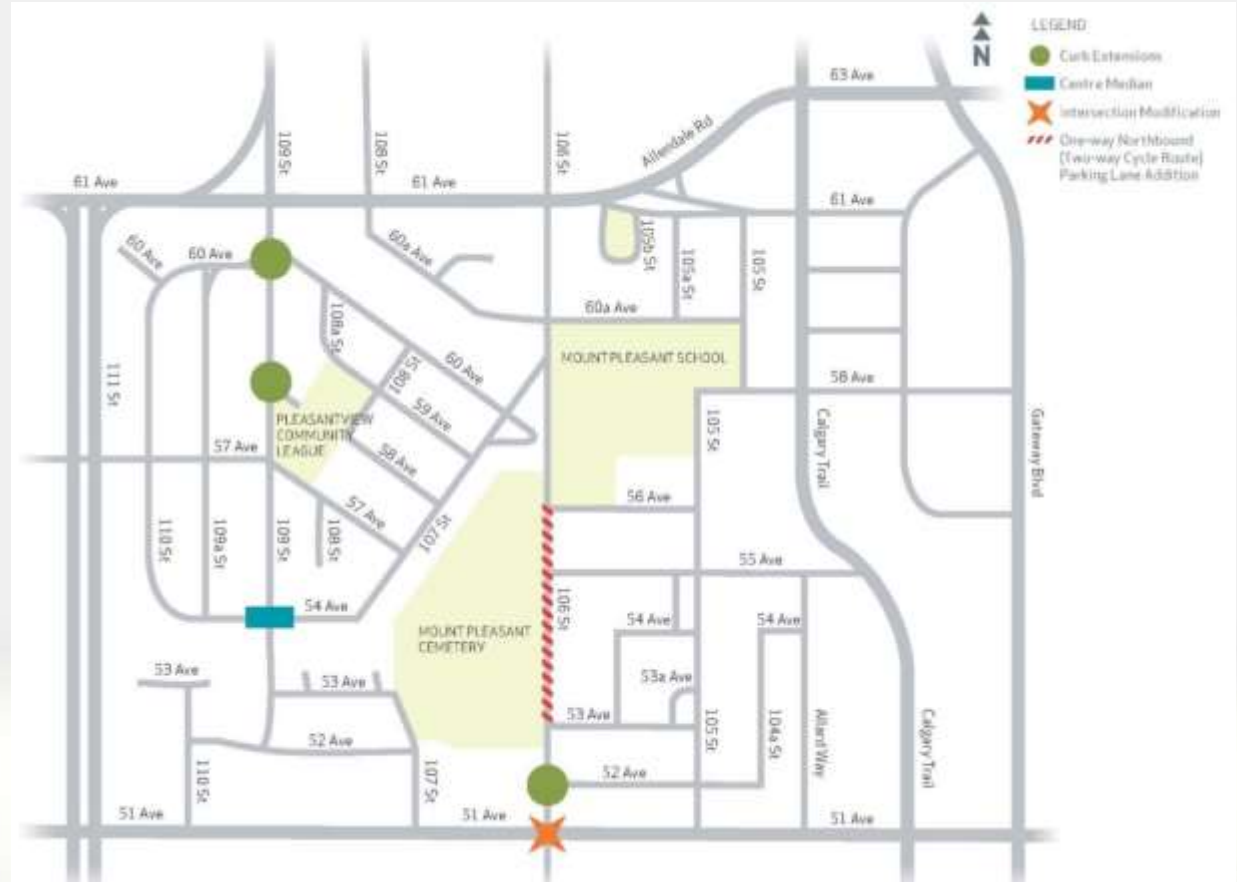 LEGEND
N
Curb Extensions
Centre Median
Intersection Modification
One-way Northbound
(Two-way Cycle Route)
Parking Lane Addition
63 Ave
109 St
108 St
106 St
Allendale Rd
61 Ave
61 Ave
61 Ave
60 Ave
60 Ave
60a Ave
105b St
105a St
105 St
60a Ave
108a St
MOUNT PLEASANT SCHOOL
111 St
108 St
60 Ave
58 Ave
59 Ave
PLEASANTVIEW
COMMUNITY
LEAGUE
105 St
Calgary Trail
Gateway Blvd
57 Ave
58 Ave
56 Ave
57 Ave
110 St
109a St
109 St
108 St
107 St
55 Ave
106 St
54 Ave
54 Ave
54 Ave
MOUNT PLEASANT
CEMETERY
53 Ave
53 Ave
53a Ave
53 Ave
105 St
104a St
Allard Way
Calgary Trail
52 Ave
52 Ave
110 St
107 St
51 Ave
51 Ave
51 Ave